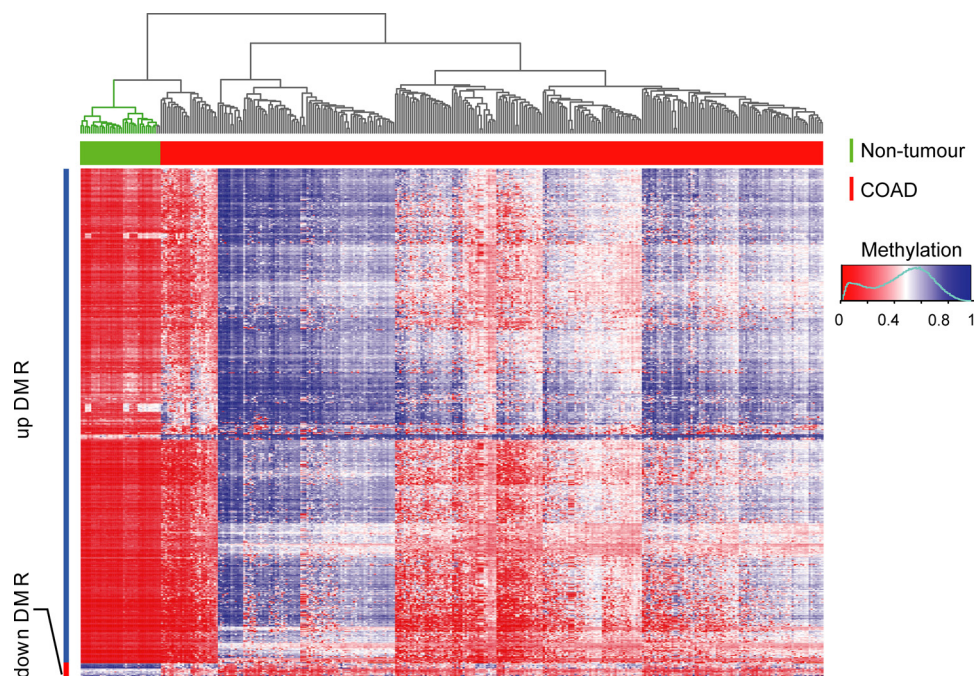 Non-tumour
COAD
Methylation
0 0.4 0.8 1
up DMR
down DMR